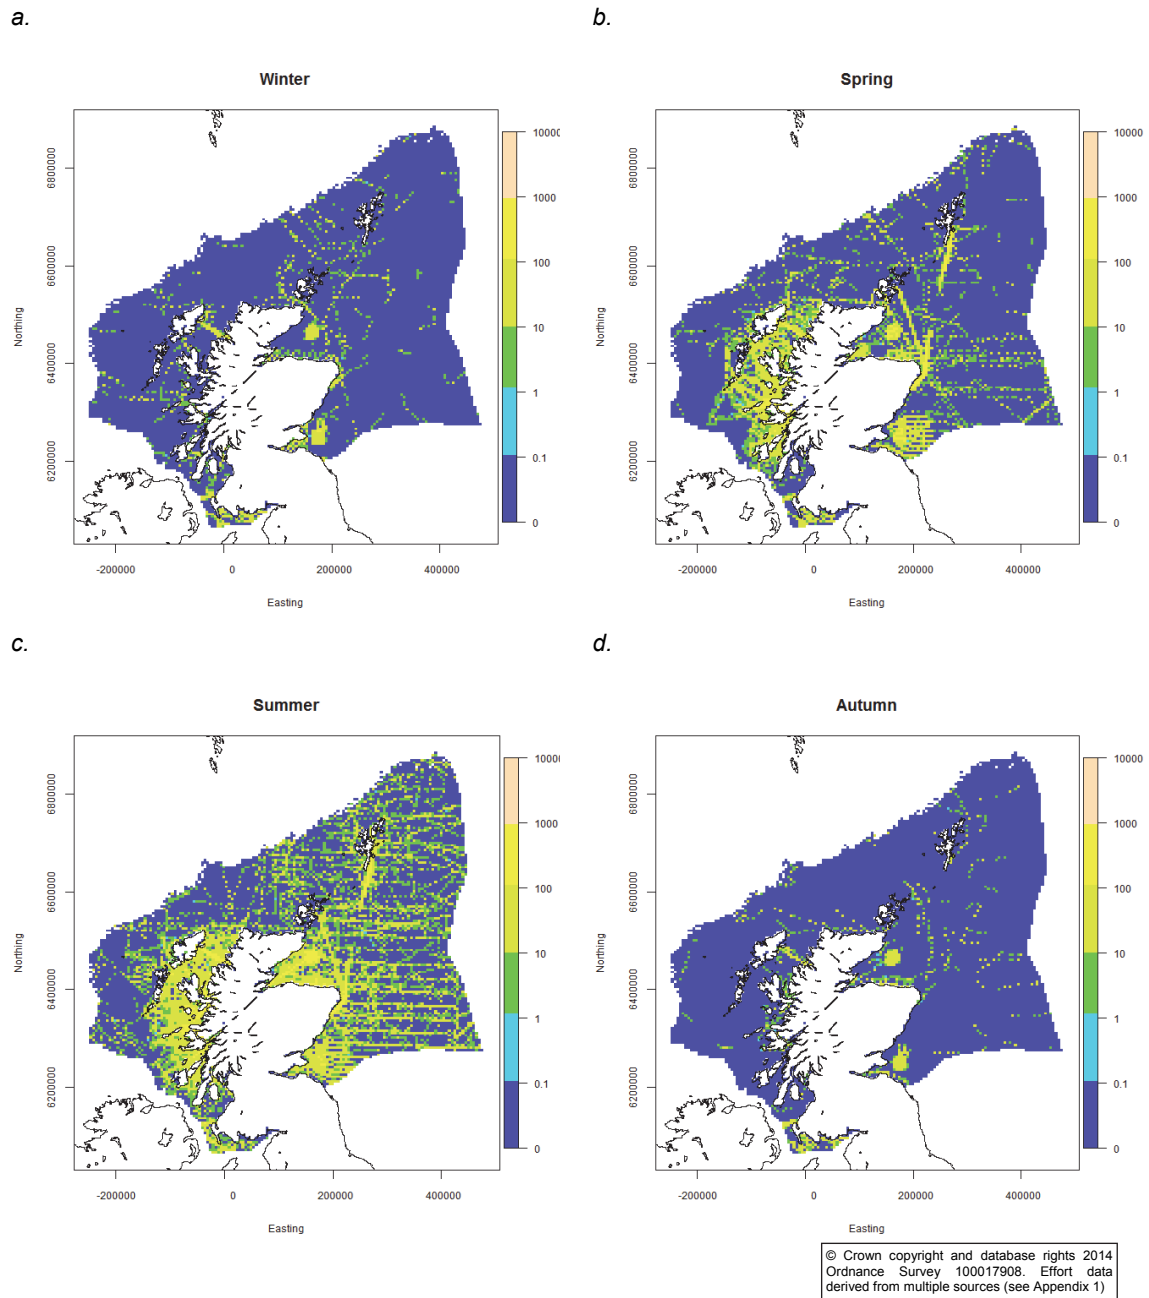 a.
b.
Winter
10000
1000
100
10
1
0.1
0
6800000
6600000
6400000
6200000
Northing
-200000 0 200000 400000
Easting
Spring
10000
1000
100
10
1
0.1
0
6800000
6600000
6400000
6200000
Northing
-200000 0 200000 400000
Easting
c.
d.
Summer
10000
1000
100
10
1
0.1
0
6800000
6600000
6400000
6200000
Northing
-200000 0 200000 400000
Easting
Autumn
10000
1000
100
10
1
0.1
0
6800000
6600000
6400000
6200000
Northing
-200000 0 200000 400000
Easting
© Crown copyright and database rights 2014
Ordnance Survey 100017908. Effort data
derived from multiple sources (see Appendix 1)